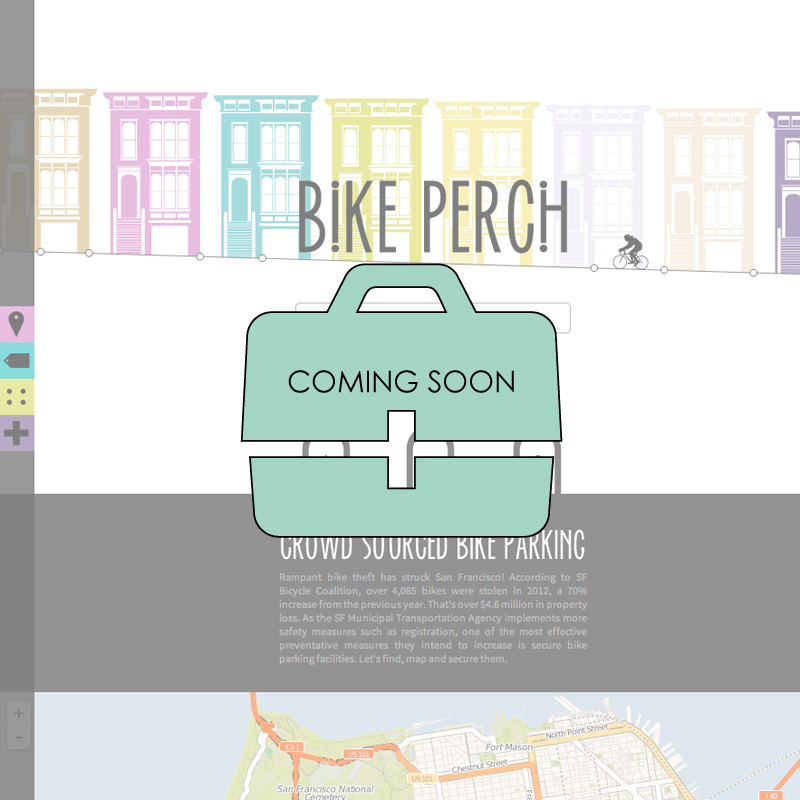 BiKE PERCH
COMING SOON
CROWD SOURCED BIKE PARKING
Rampant bike theft has struck San Francisco! According to SF
Bicycle Coalition, over 4,085 bikes were stolen in 2012, a 70%
increase from the previous year. That's over $4.6 million in property
loss. As the SF Municipal Transportation Agency implements more
safety measures such as registration, one of the most effective
preventative measures they intend to increase is secure bike
parking facilities. Let's find, map and secure them.
+
−
CA 1
US 101
US 101
Fort Mason
North Point Street
Chestnut Street
San Francisco National
Cemetery
I 80